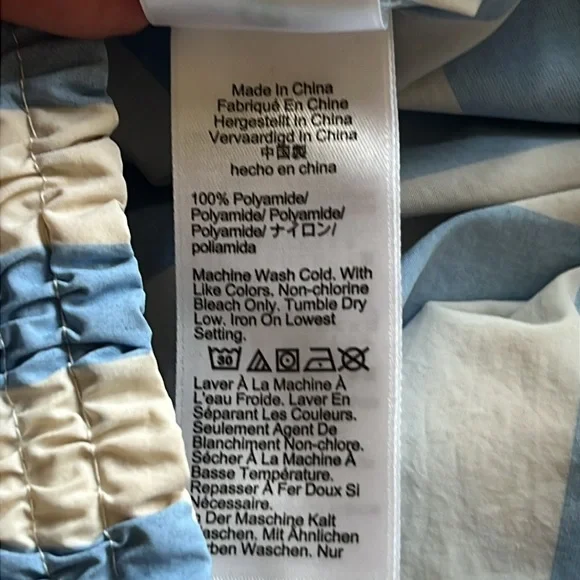 Made In China
Fabriqué En Chine
Hergestellt In China
Vervaardigd In China
中国製
hecho en china
100% Polyamide/
Polyamide/ Polyamide/
Polyamide/ ナイロン/
poliamida
Machine Wash Cold. With
Like Colors. Non-chlorine
Bleach Only. Tumble Dry
Low. Iron On Lowest
Setting.
30
Laver À La Machine À
L'eau Froide. Laver En
Séparant Les Couleurs.
Seulement Agent De
Blanchiment Non-chlore.
Sécher À La Machine À
Basse Température.
Repasser À Fer Doux Si
Nécessaire.
Der Maschine Kalt
aschen. Mit Ähnlichen
rben Waschen. Nur